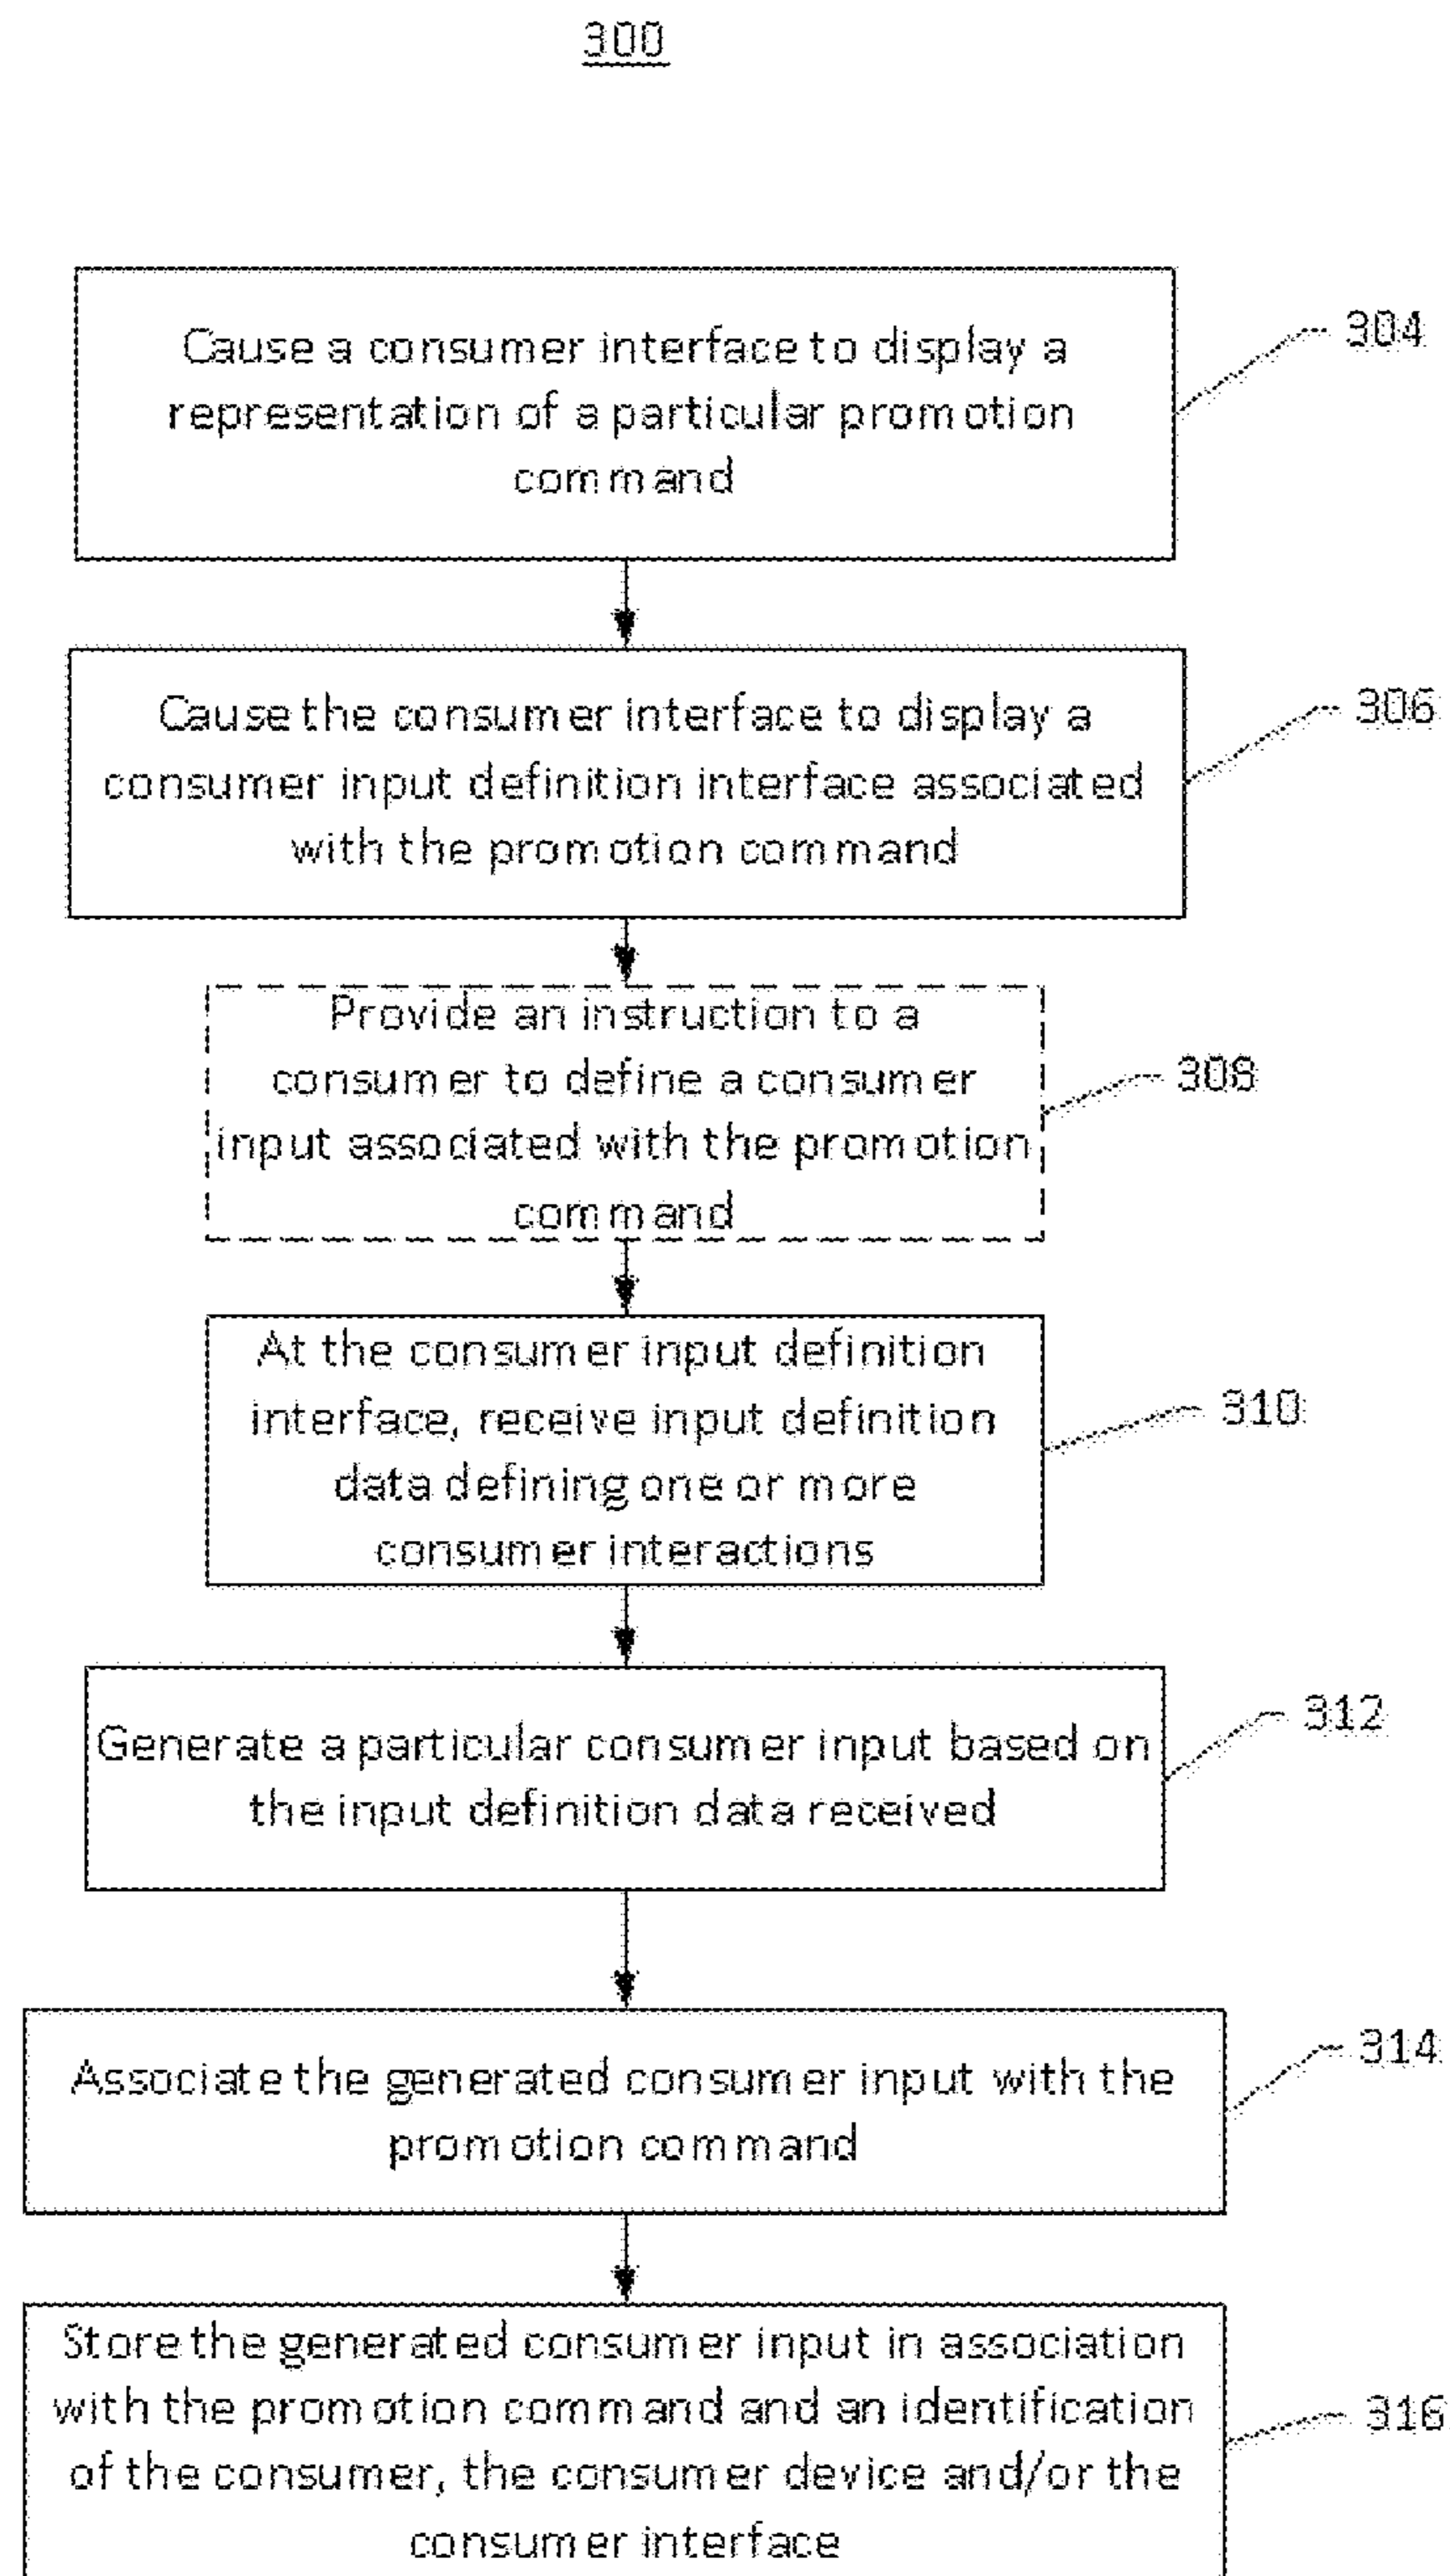 300
Cause a consumer interface to display a
304
representation of a particular promotion
command
Cause the consumer interface to display a
306
consumer input definition interface associated
with the promotion command
Provide an instruction to a
consumer to define a consumer
308
input associated with the promotion
command
At the consumer input definition
interface, receive input definition
310
data defining one or more
consumer interactions
Generate a particular consumer input based on
312
the input definition data received
Associate the generated consumer input with the
314
promotion command
Store the generated consumer input in association
with the promotion command and an identification
316
of the consumer, the consumer device and/or the
consumer interface